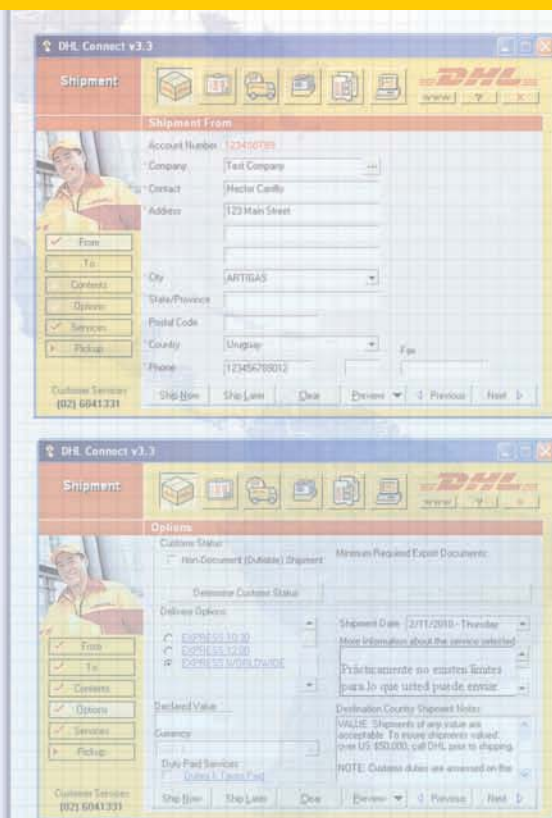 DHL Connect v3.3
Shipment
DHL
www ? X
Shipment From
Account Number 123456789
* Company Test Company ...
* Contact Hector Cardly
* Address 123 Main Street
* City ARTIGAS
State/Province
Postal Code
* Country Uruguay
Fax
* Phone 123456789012
From
To
Contents
Options
Services
Pickup
Customer Services
(02) 6041331
Ship Now Ship Later Clear Preview Previous Next
DHL Connect v3.3
Shipment
DHL
www ? X
Options
Customs Status
Non-Document (Dutiable) Shipment
Minimum Required Export Documents:
Determine Customs Status
Delivery Options
EXPRESS 10:30
EXPRESS 12:00
EXPRESS WORLDWIDE
Shipment Date 2/11/2010 - Thursday
More Information about the service selected
Prácticamente no existen límites
para lo que usted puede enviar
Declared Value
Currency
Duty Paid Services
Duties & Taxes Paid
Destination Country Shipment Notes:
VALUE: Shipments of any value are
acceptable. To insure shipments valued
over US $50,000, call DHL prior to shipping.
NOTE: Customs duties are assessed on the
From
To
Contents
Options
Services
Pickup
Customer Services
(02) 6041331
Ship Now Ship Later Clear Preview Previous Next